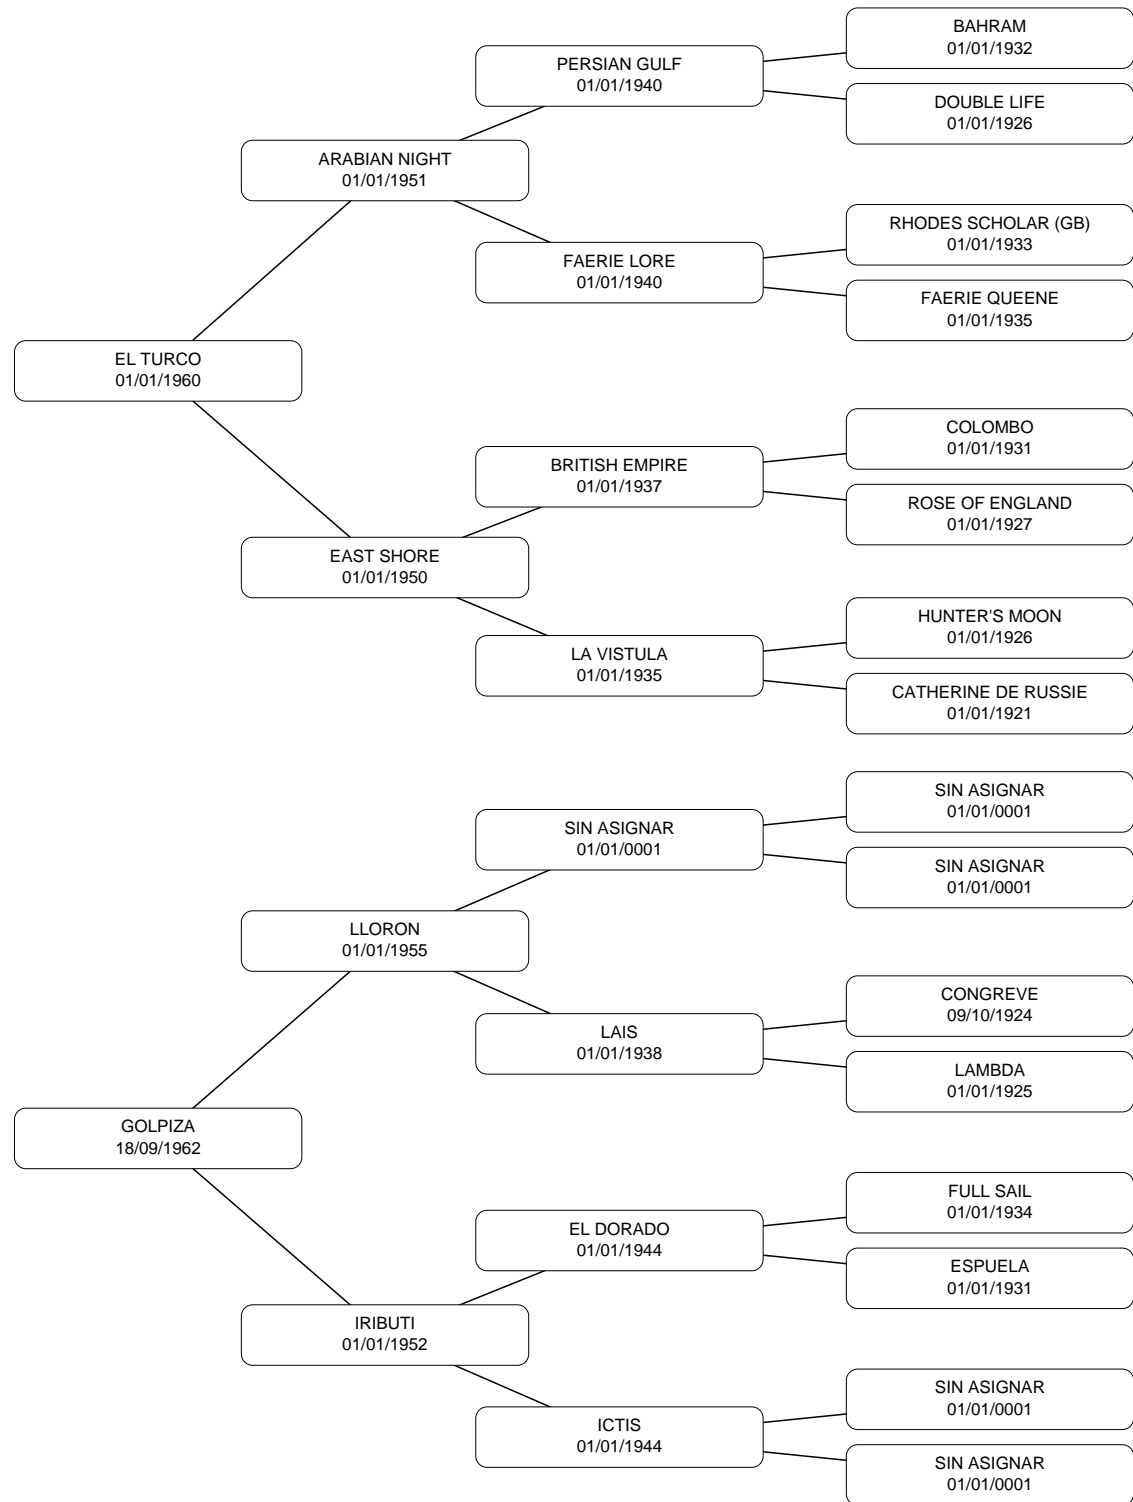 BAHRAM
01/01/1932
PERSIAN GULF
01/01/1940
DOUBLE LIFE
01/01/1926
ARABIAN NIGHT
01/01/1951
RHODES SCHOLAR (GB)
01/01/1933
FAERIE LORE
01/01/1940
FAERIE QUEENE
01/01/1935
EL TURCO
01/01/1960
COLOMBO
01/01/1931
BRITISH EMPIRE
01/01/1937
ROSE OF ENGLAND
01/01/1927
EAST SHORE
01/01/1950
HUNTER'S MOON
01/01/1926
LA VISTULA
01/01/1935
CATHERINE DE RUSSIE
01/01/1921
SIN ASIGNAR
01/01/0001
SIN ASIGNAR
01/01/0001
SIN ASIGNAR
01/01/0001
LLORON
01/01/1955
CONGREVE
09/10/1924
LAIS
01/01/1938
LAMBDA
01/01/1925
GOLPIZA
18/09/1962
FULL SAIL
01/01/1934
EL DORADO
01/01/1944
ESPUELA
01/01/1931
IRIBUTI
01/01/1952
SIN ASIGNAR
01/01/0001
ICTIS
01/01/1944
SIN ASIGNAR
01/01/0001